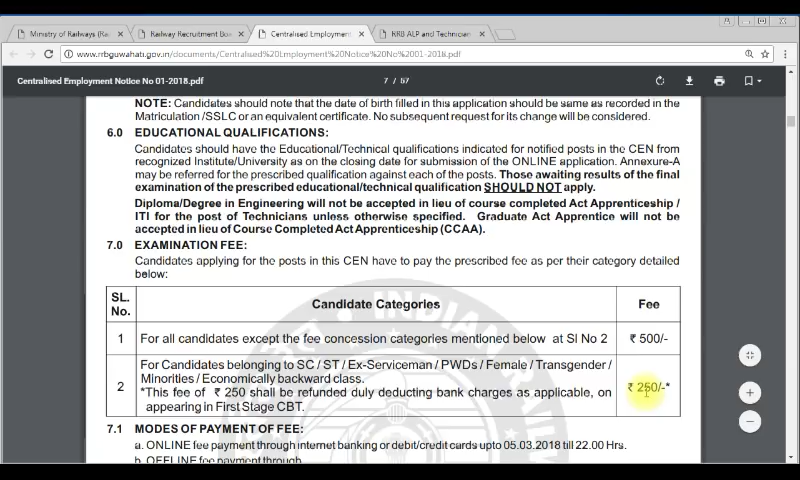 Ministry of Railways (Ra
Railway Recruitment Boa
Centralised Employment
RRB ALP and Technician
www.rrbguwahati.gov.in/documents/Centralised%20Employment%20Notice%20No%2001-2018.pdf
Centralised Employment Notice No 01-2018.pdf
7 / 67
NOTE: Candidates should note that the date of birth filled in this application should be same as recorded in the
Matriculation /SSLC or an equivalent certificate. No subsequent request for its change will be considered.
6.0 EDUCATIONAL QUALIFICATIONS:
Candidates should have the Educational/Technical qualifications indicated for notified posts in the CEN from
recognized Institute/University as on the closing date for submission of the ONLINE application. Annexure-A
may be referred for the prescribed qualification against each of the posts. Those awaiting results of the final
examination of the prescribed educational/technical qualification SHOULD NOT apply.
Diploma/Degree in Engineering will not be accepted in lieu of course completed Act Apprenticeship /
ITI for the post of Technicians unless otherwise specified. Graduate Act Apprentice will not be
accepted in lieu of Course Completed Act Apprenticeship (CCAA).
7.0 EXAMINATION FEE:
Candidates applying for the posts in this CEN have to pay the prescribed fee as per their category detailed
below:
SL. No. Candidate Categories Fee
1 For all candidates except the fee concession categories mentioned below at Sl No 2 ₹ 500/-
2 For Candidates belonging to SC / ST / Ex-Serviceman / PWDs / Female / Transgender /
Minorities / Economically backward class. ₹ 250/-*
*This fee of ₹ 250 shall be refunded duly deducting bank charges as applicable, on
appearing in First Stage CBT.
7.1 MODES OF PAYMENT OF FEE:
a. ONLINE fee payment through internet banking or debit/credit cards upto 05.03.2018 till 22.00 Hrs.
b. OFFLINE fee payment through